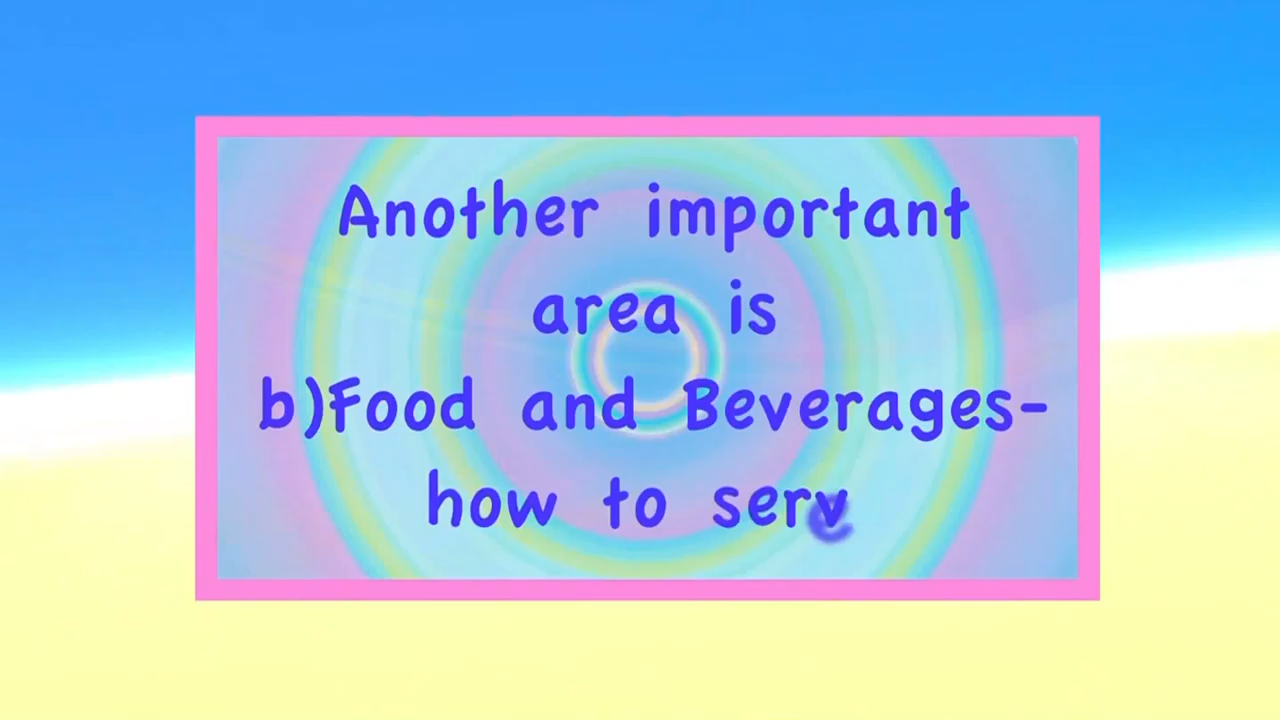 Another important
area is
b)Food and Beverages-
how to serve